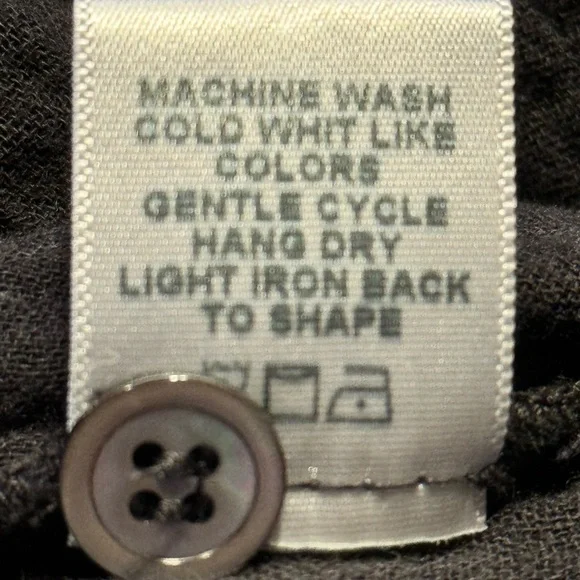 MACHINE WASH
COLD WHIT LIKE
COLORS
GENTLE CYCLE
HANG DRY
LIGHT IRON BACK
TO SHAPE